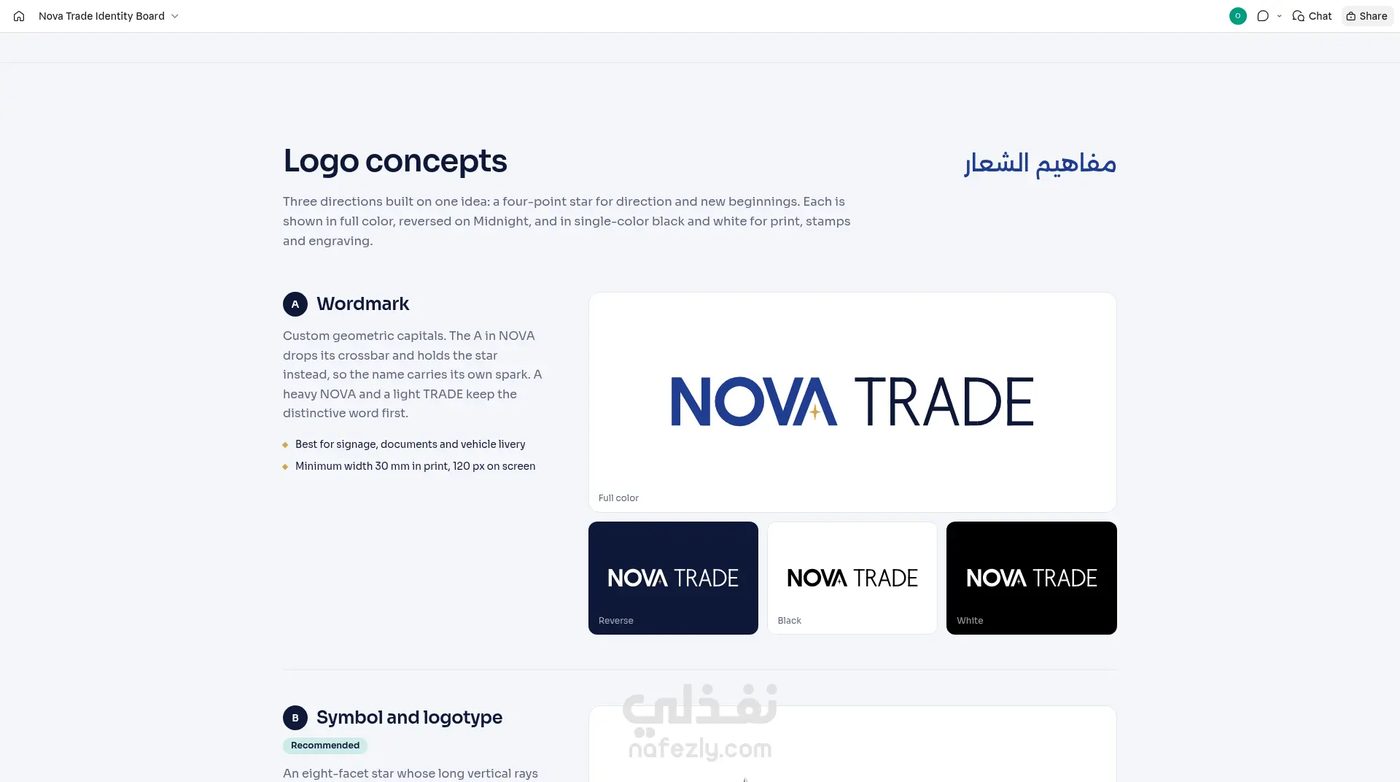 Nova Trade Identity Board
O
Chat
Share
Logo concepts
مفاهيم الشعار
Three directions built on one idea: a four-point star for direction and new beginnings. Each is
shown in full color, reversed on Midnight, and in single-color black and white for print, stamps
and engraving.
A
Wordmark
Custom geometric capitals. The A in NOVA
drops its crossbar and holds the star
instead, so the name carries its own spark. A
heavy NOVA and a light TRADE keep the
distinctive word first.
Best for signage, documents and vehicle livery
Minimum width 30 mm in print, 120 px on screen
NOVA TRADE
Full color
NOVA TRADE
Reverse
NOVA TRADE
Black
NOVA TRADE
White
B
Symbol and logotype
Recommended
An eight-facet star whose long vertical rays
نفذلي
nafezly.com